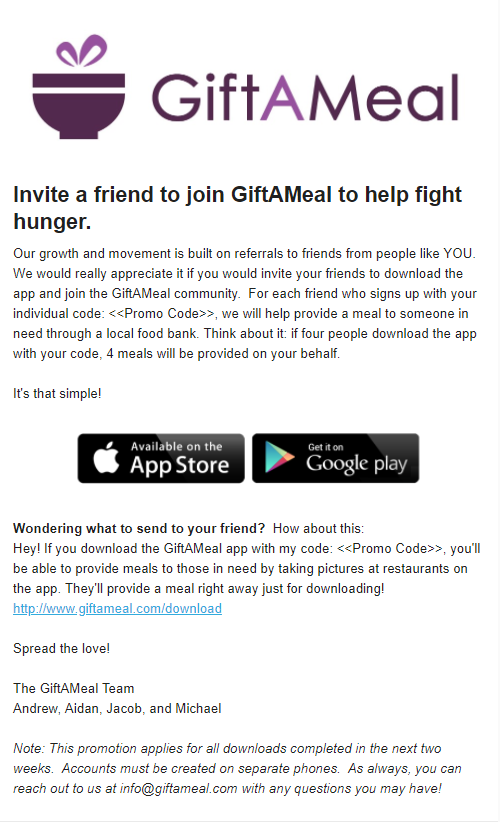 GiftAMeal
Invite a friend to join GiftAMeal to help fight
hunger.
Our growth and movement is built on referrals to friends from people like YOU.
We would really appreciate it if you would invite your friends to download the
app and join the GiftAMeal community.  For each friend who signs up with your
individual code: <<Promo Code>>, we will help provide a meal to someone in
need through a local food bank. Think about it: if four people download the app
with your code, 4 meals will be provided on your behalf.
It's that simple!
Available on the
App Store
Get it on
Google play
Wondering what to send to your friend?  How about this:
Hey! If you download the GiftAMeal app with my code: <<Promo Code>>, you'll
be able to provide meals to those in need by taking pictures at restaurants on
the app. They'll provide a meal right away just for downloading!
http://www.giftameal.com/download
Spread the love!
The GiftAMeal Team
Andrew, Aidan, Jacob, and Michael
Note: This promotion applies for all downloads completed in the next two
weeks.  Accounts must be created on separate phones.  As always, you can
reach out to us at info@giftameal.com with any questions you may have!